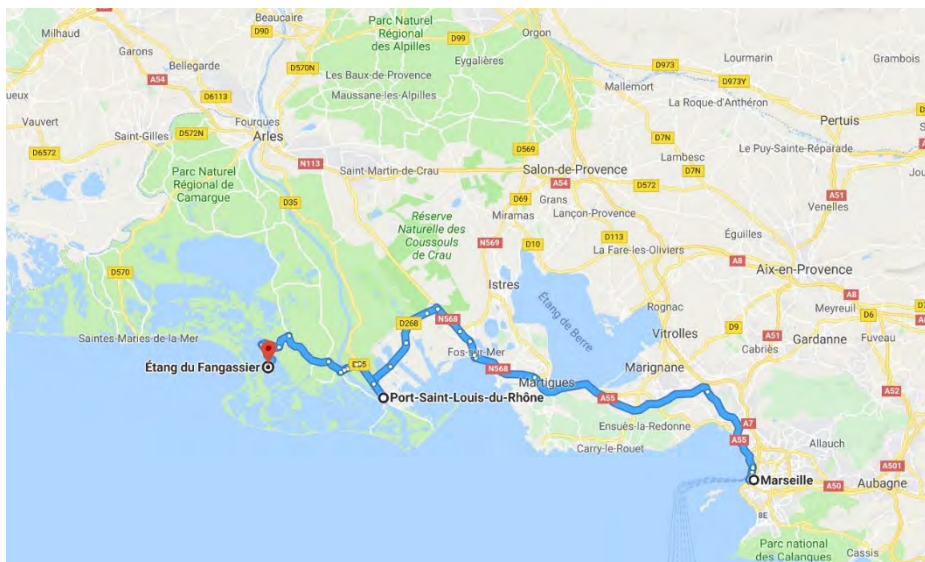 Milhaud
Garons
A54
Bellegarde
Beaucaire
D90
D570N
Parc Naturel
Régional
des Alpilles
D99
Eygalières
Orgon
Les Baux-de-Provence
Maussane-les-Alpilles
D973
Lourmarin
Grambois
D973Y
Mallemort
La Roque-d'Anthéron
Pertuis
Vauvert
D6113
Fourques
Arles
Saint-Gilles
D572N
D6572
N113
Saint-Martin-de-Crau
D569
D7N
Lambesc
D7N
Le Puy-Sainte-Réparade
Salon-de-Provence
A54
D572
A51
Venelles
Parc Naturel
Régional de
Camargue
D35
D69
Grans
Miramas
Lançon-Provence
Réserve
Naturelle des
Coussouls
de Crau
N569
D10
D113
La Fare-les-Oliviers
Éguilles
A8
Aix-en-Provence
D570
Istres
Étang de Berre
Rognac
A8
Meyreuil
D6
Saintes-Maries-de-la-Mer
D268
N568
Vitrolles
D9
A51
Gardanne
Fuveau
Cabriès
Étang du Fangassier
Fos-sur-Mer
N568
Martigues
Marignane
A52
Port-Saint-Louis-du-Rhône
A55
Ensuès-la-Redonne
A7
A55
Carry-le-Rouet
Allauch
A501
Marseille
A50
Aubagne
8E
Parc national
des Calanques
Cassis